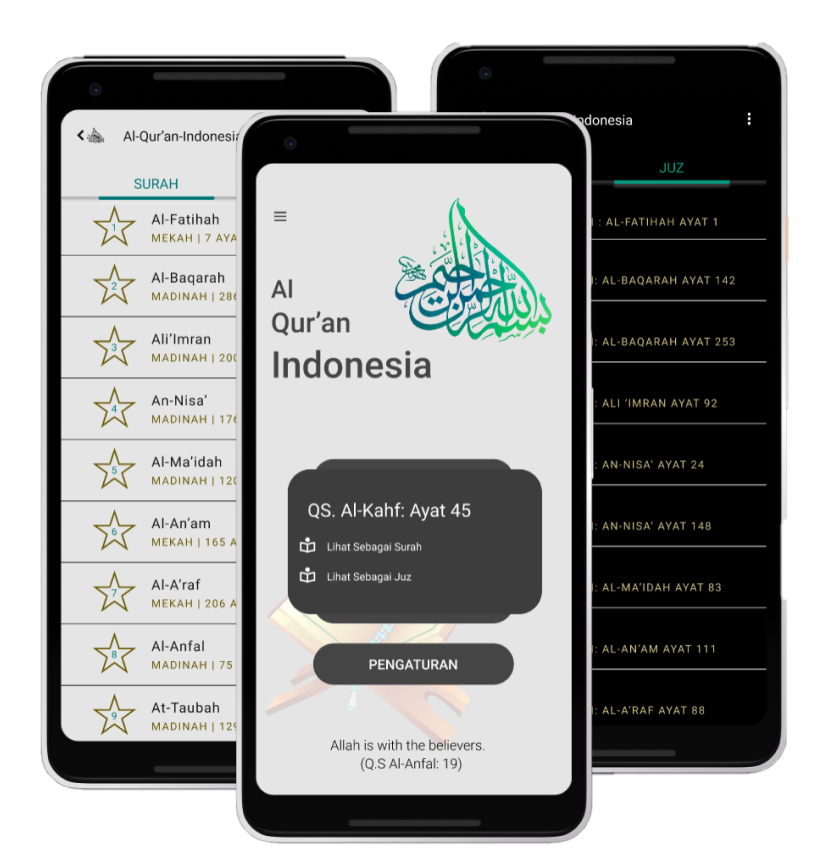 Al-Qur'an-Indonesia
SURAH
1
Al-Fatihah
MEKAH | 7 AYA
2
Al-Baqarah
MADINAH | 286
3
Ali'Imran
MADINAH | 200
4
An-Nisa'
MADINAH | 176
5
Al-Ma'idah
MADINAH | 120
6
Al-An'am
MEKAH | 165 A
7
Al-A'raf
MEKAH | 206 A
8
Al-Anfal
MADINAH | 75
9
At-Taubah
MADINAH | 129
بسم الله الرحمن الرحيم
Al
Qur'an
Indonesia
QS. Al-Kahf: Ayat 45
Lihat Sebagai Surah
Lihat Sebagai Juz
PENGATURAN
Allah is with the believers.
(Q.S Al-Anfal: 19)
ndonesia
JUZ
: AL-FATIHAH AYAT 1
: AL-BAQARAH AYAT 142
: AL-BAQARAH AYAT 253
: ALI 'IMRAN AYAT 92
: AN-NISA' AYAT 24
: AN-NISA' AYAT 148
: AL-MA'IDAH AYAT 83
: AL-AN'AM AYAT 111
: AL-A'RAF AYAT 88